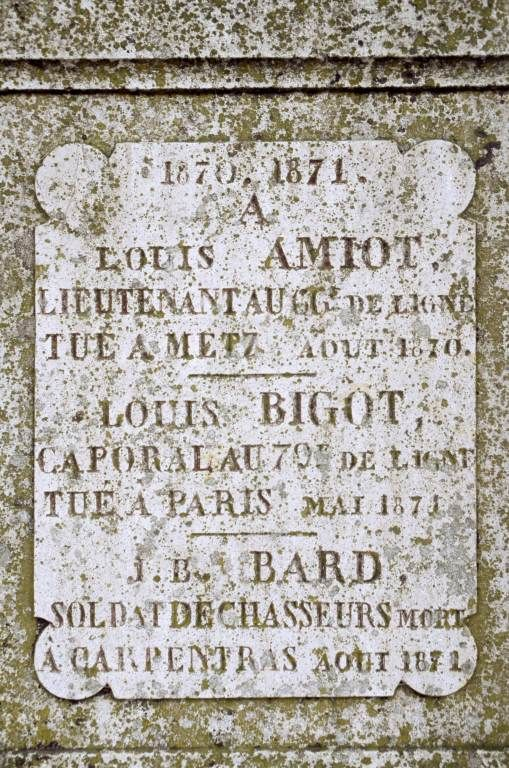 1870. 1871.
A
LOUIS AMIOT,
LIEUTENANT AU 66E DE LIGNE
TUÉ A METZ AOUT 1870.
LOUIS BIGOT,
CAPORAL AU 79E DE LIGNE
TUÉ A PARIS MAI 1871
J. B. BARD,
SOLDAT DE CHASSEURS MORT
A CARPENTRAS AOUT 1871.